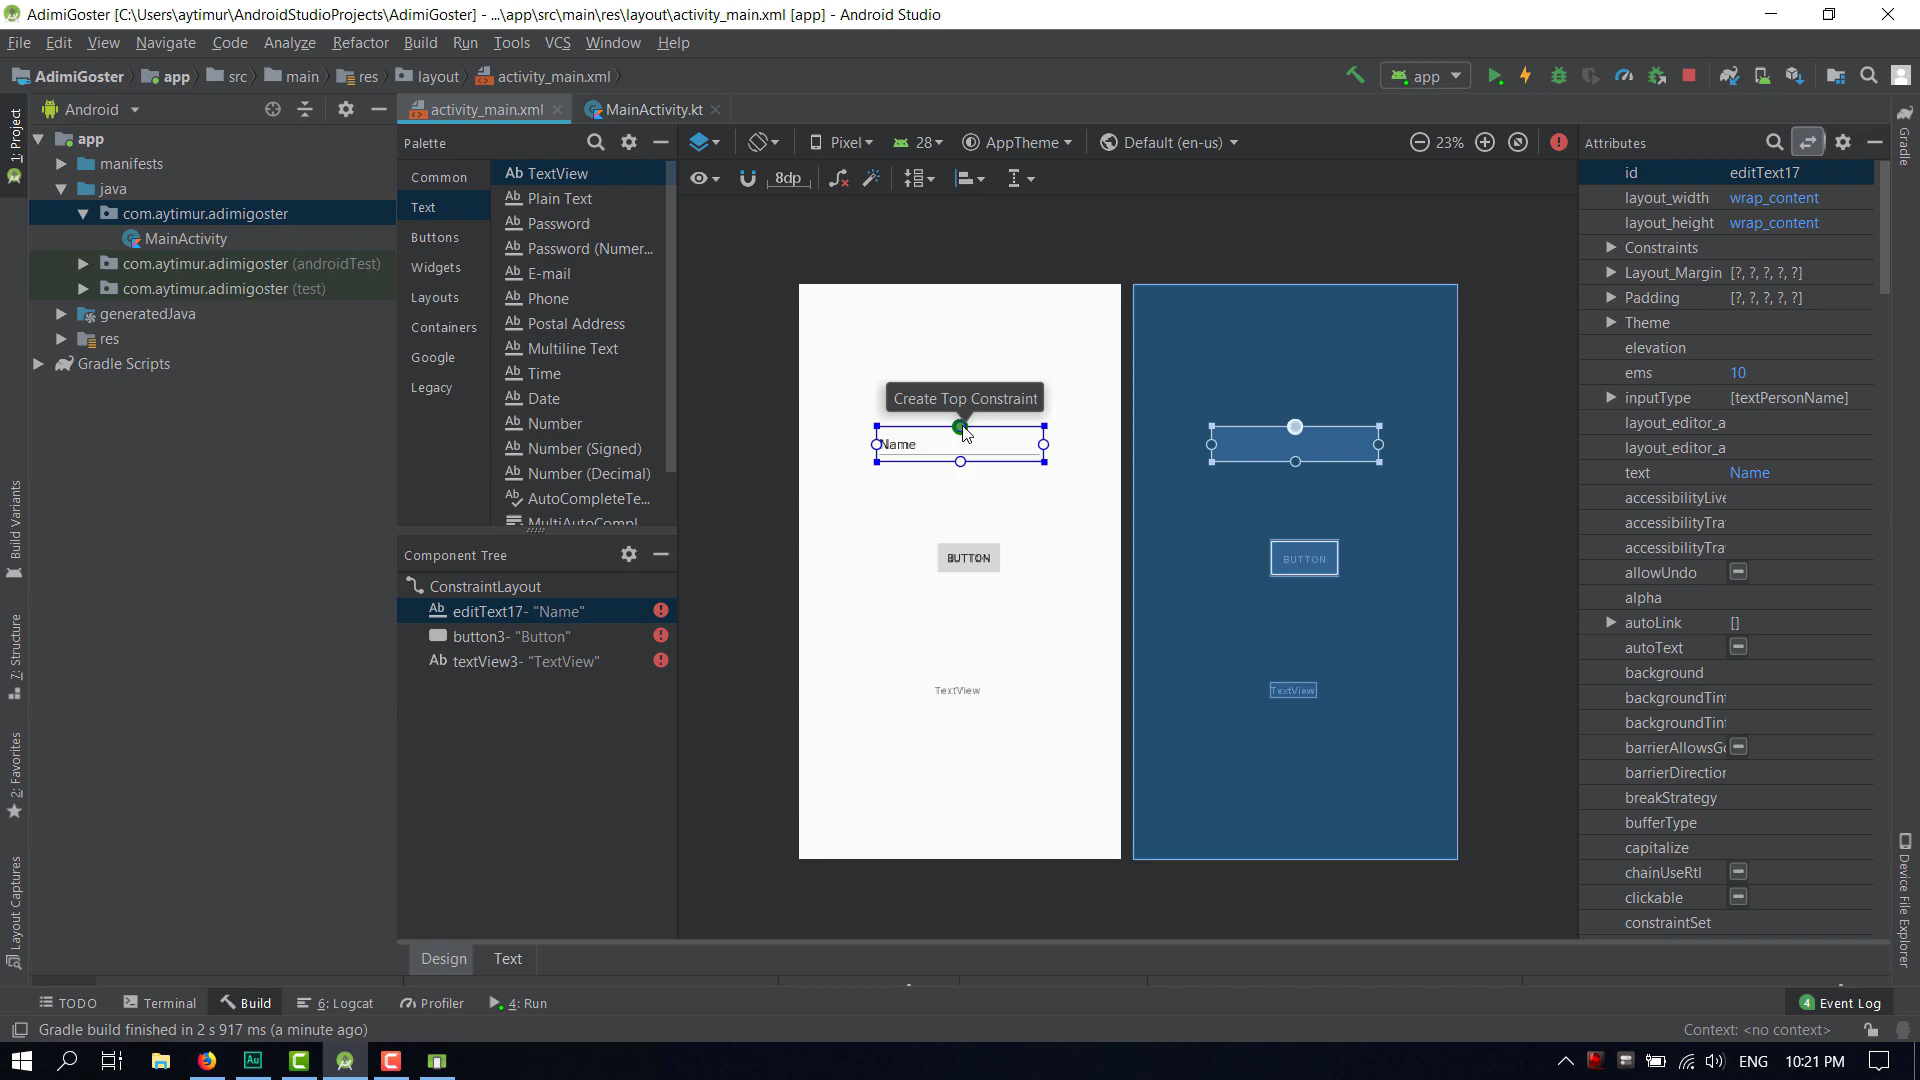 AdimiGoster [C:\Users\aytimur\AndroidStudioProjects\AdimiGoster] - ...\app\src\main\res\layout\activity_main.xml [app] - Android Studio
File Edit View Navigate Code Analyze Refactor Build Run Tools VCS Window Help
AdimiGoster app src main res layout activity_main.xml
app
1: Project
Build Variants
7: Structure
2: Favorites
Layout Captures
Android
app
manifests
java
com.aytimur.adimigoster
MainActivity
com.aytimur.adimigoster (androidTest)
com.aytimur.adimigoster (test)
generatedJava
res
Gradle Scripts
activity_main.xml MainActivity.kt
Palette
Common
Text
Buttons
Widgets
Layouts
Containers
Google
Legacy
Ab TextView
Ab Plain Text
Ab Password
Ab Password (Numer...
Ab E-mail
Ab Phone
Ab Postal Address
Ab Multiline Text
Ab Time
Ab Date
Ab Number
Ab Number (Signed)
Ab Number (Decimal)
Ab AutoCompleteTe...
MultiAutoCompl
Component Tree
ConstraintLayout
Ab editText17- "Name"
button3- "Button"
Ab textView3- "TextView"
Pixel 28 AppTheme Default (en-us) 23%
8dp
Create Top Constraint
Name
BUTTON
TextView
BUTTON
TextView
Design Text
Attributes
id editText17
layout_width wrap_content
layout_height wrap_content
Constraints
Layout_Margin [?, ?, ?, ?, ?]
Padding [?, ?, ?, ?, ?]
Theme
elevation
ems 10
inputType [textPersonName]
layout_editor_a
layout_editor_a
text Name
accessibilityLive
accessibilityTra
accessibilityTra
allowUndo
alpha
autoLink []
autoText
background
backgroundTint
backgroundTint
barrierAllowsGo
barrierDirection
breakStrategy
bufferType
capitalize
chainUseRtl
clickable
constraintSet
Gradle
Device File Explorer
TODO Terminal Build 6: Logcat Profiler 4: Run
4 Event Log
Gradle build finished in 2 s 917 ms (a minute ago)
Context: <no context>
Au
ENG 10:21 PM